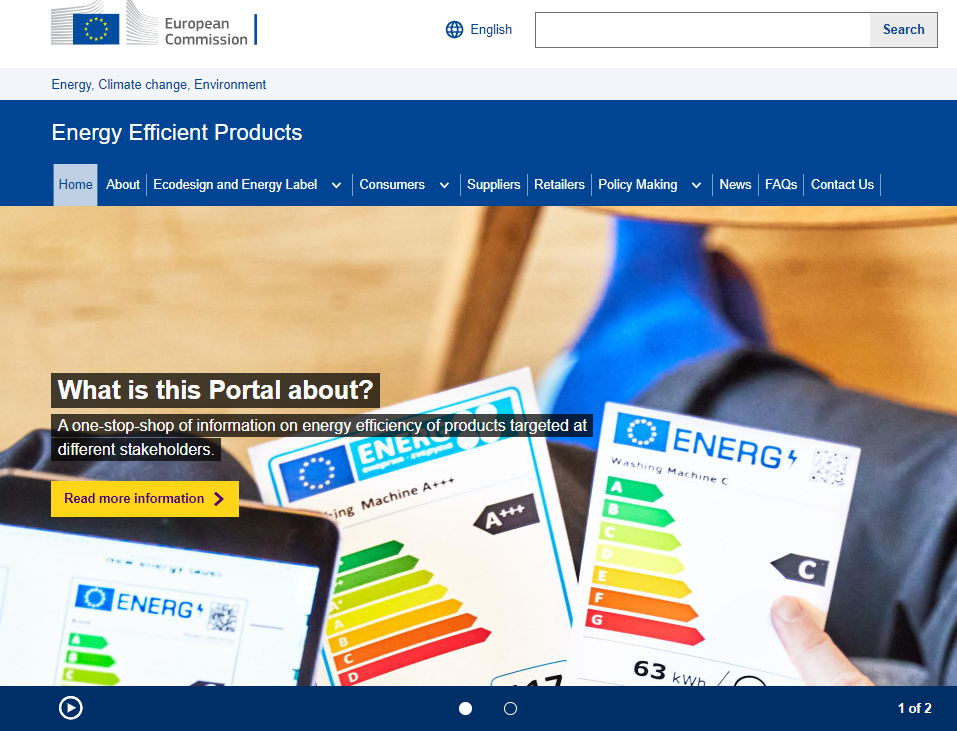 European
Commission
English
Search
Energy, Climate change, Environment
Energy Efficient Products
Home
About
Ecodesign and Energy Label
Consumers
Suppliers
Retailers
Policy Making
News
FAQs
Contact Us
What is this Portal about?
A one-stop-shop of information on energy efficiency of products targeted at
different stakeholders.
Read more information
ENERG
Machine A+++
A+++
A
B
C
D
ENERG
Washing Machine C
A
B
C
D
E
F
G
C
63 kWh
ENERG
A
B
C
1 of 2